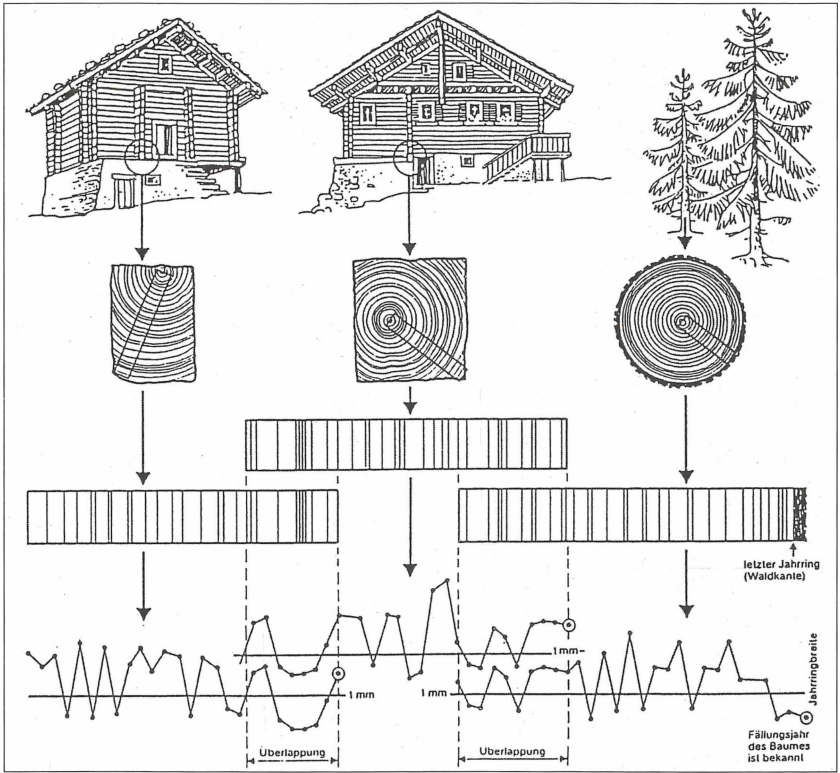 letzter Jahrring
(Waldkante)
1 mm
1 mm
1 mm
Jahrringbreite
Überlappung
Überlappung
Fällungsjahr
des Baumes
ist bekannt